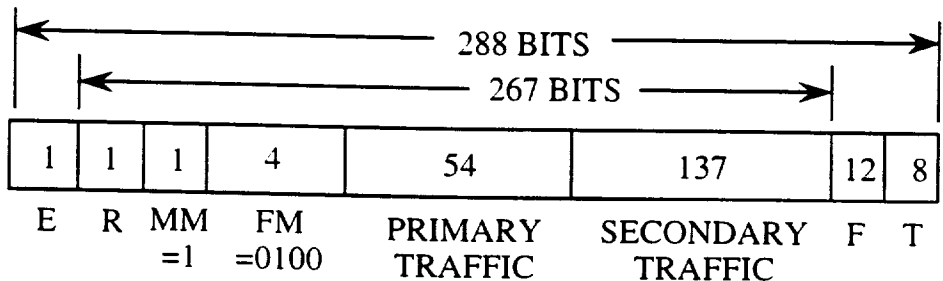 288 BITS
267 BITS
1 1 1 4 54 137 12 8
E R MM FM PRIMARY SECONDARY F T
=1 =0100 TRAFFIC TRAFFIC